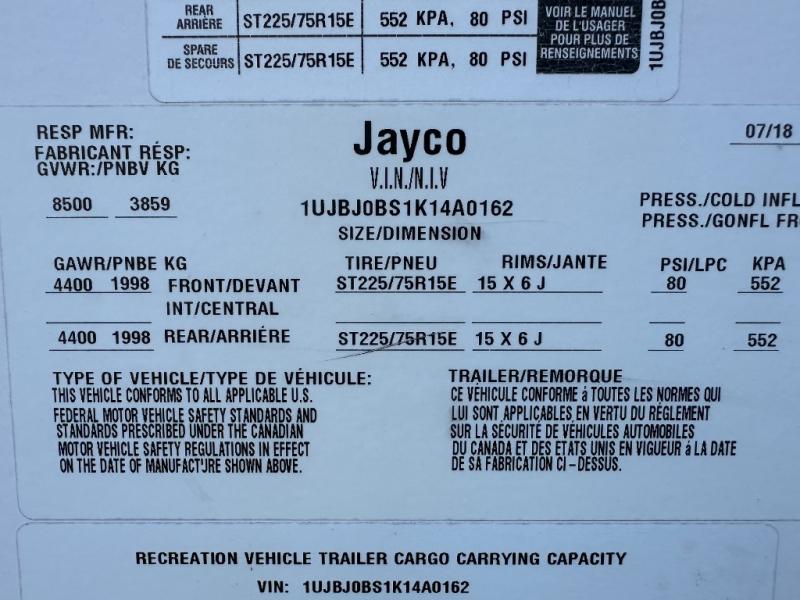 REAR
ARRIÈRE ST225/75R15E 552 KPA, 80 PSI
SPARE
DE SECOURS ST225/75R15E 552 KPA, 80 PSI
VOIR LE MANUEL
DE L'USAGER
POUR PLUS DE
RENSEIGNEMENTS
1UJBJ0B
RESP MFR:
FABRICANT RÉSP:
GVWR:/PNBV KG
8500 3859
Jayco
V.I.N./N.I.V
1UJBJ0BS1K14A0162
SIZE/DIMENSION
07/18
PRESS./COLD INFL
PRESS./GONFL FR
GAWR/PNBE KG TIRE/PNEU RIMS/JANTE PSI/LPC KPA
4400 1998 FRONT/DEVANT ST225/75R15E 15 X 6 J 80 552
INT/CENTRAL
4400 1998 REAR/ARRIÉRE ST225/75R15E 15 X 6 J 80 552
TYPE OF VEHICLE/TYPE DE VÉHICULE: TRAILER/REMORQUE
THIS VEHICLE CONFORMS TO ALL APPLICABLE U.S.
FEDERAL MOTOR VEHICLE SAFETY STANDARDS AND
STANDARDS PRESCRIBED UNDER THE CANADIAN
MOTOR VEHICLE SAFETY REGULATIONS IN EFFECT
ON THE DATE OF MANUFACTURE SHOWN ABOVE.
CE VÉHICULE CONFORME á TOUTES LES NORMES QUI
LUI SONT APPLICABLES EN VERTU DU RÉGLEMENT
SUR LA SECURITÉ DE VÉHICULES AUTOMOBILES
DU CANADA ET DES ETATS UNIS EN VIGUEUR á LA DATE
DE SA FABRICATION CI-DESSUS.
RECREATION VEHICLE TRAILER CARGO CARRYING CAPACITY
VIN: 1UJBJ0BS1K14A0162